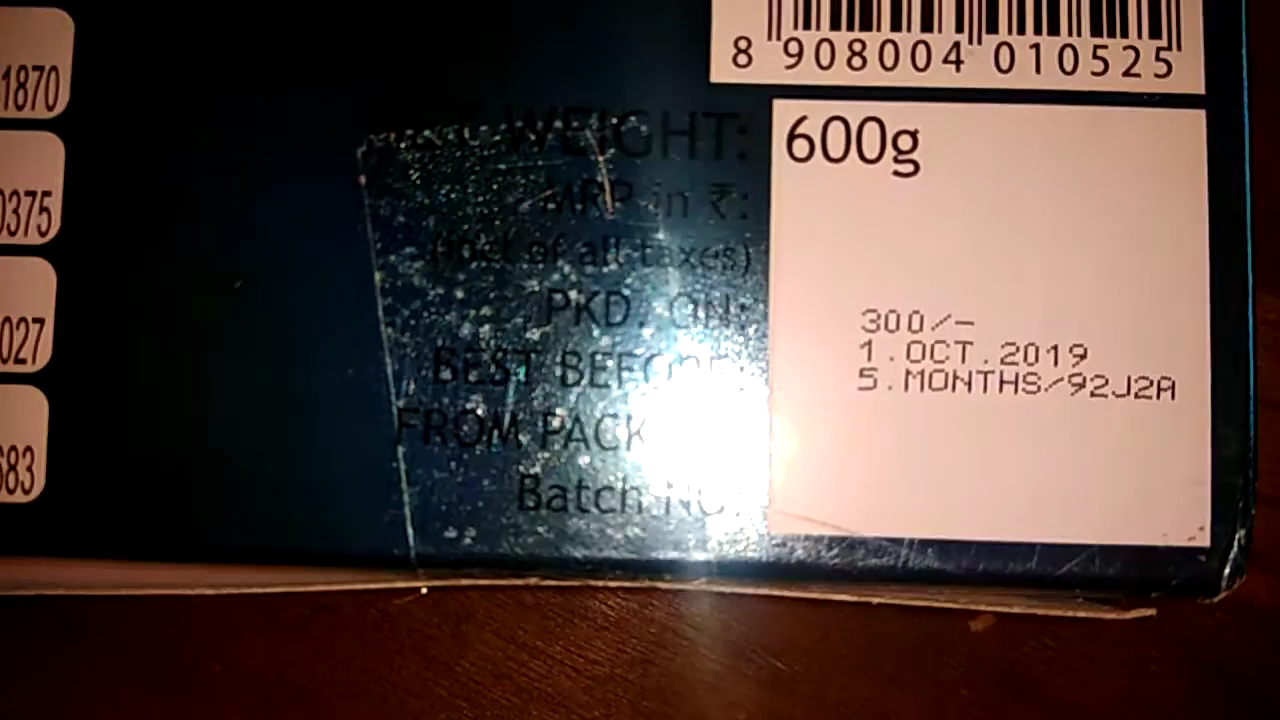 1870
0375
027
683
8 908004 010525
NET WEIGHT: 600g
MRP in ₹:
(incl of all taxes)
PKD. ON:
BEST BEFORE
FROM PACK
Batch No.
300/-
1.OCT.2019
5.MONTHS/92J2A